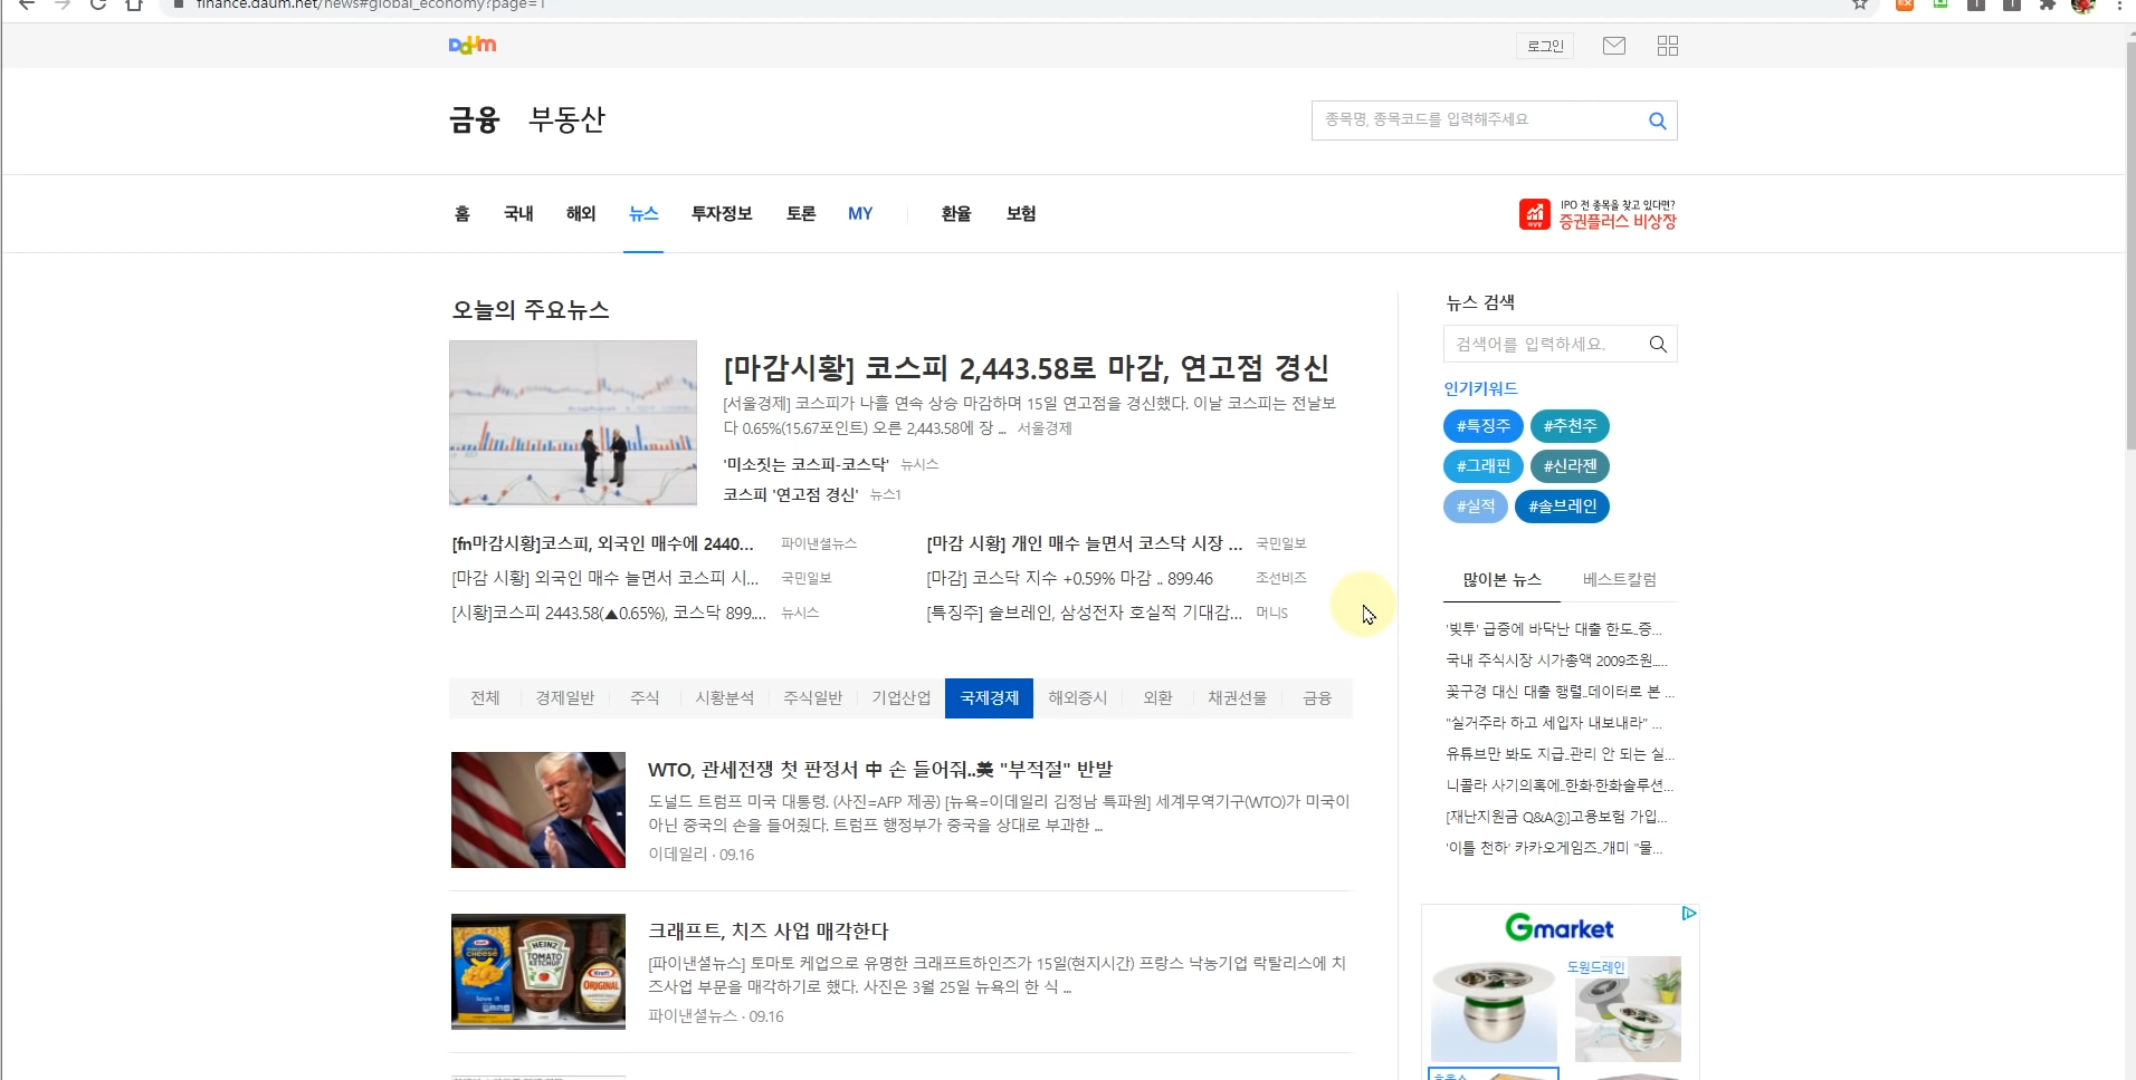 finance.daum.net/news#global_economy?page=1
Daum
로그인
금융 부동산
종목명, 종목코드를 입력해주세요
홈 국내 해외 뉴스 투자정보 토론 MY 환율 보험
IPO 전 종목을 찾고 있다면?
증권플러스 비상장
오늘의 주요뉴스
[마감시황] 코스피 2,443.58로 마감, 연고점 경신
[서울경제] 코스피가 나흘 연속 상승 마감하며 15일 연고점을 경신했다. 이날 코스피는 전날보
다 0.65%(15.67포인트) 오른 2,443.58에 장 ... 서울경제
'미소짓는 코스피-코스닥' 뉴시스
코스피 '연고점 경신' 뉴스1
[fn마감시황]코스피, 외국인 매수에 2440... 파이낸셜뉴스
[마감 시황] 개인 매수 늘면서 코스닥 시장 ... 국민일보
[마감 시황] 외국인 매수 늘면서 코스피 시... 국민일보
[마감] 코스닥 지수 +0.59% 마감 .. 899.46 조선비즈
[시황]코스피 2443.58(▲0.65%), 코스닥 899.... 뉴시스
[특징주] 솔브레인, 삼성전자 호실적 기대감... 머니S
전체 경제일반 주식 시황분석 주식일반 기업산업 국제경제 해외증시 외환 채권선물 금융
WTO, 관세전쟁 첫 판정서 中 손 들어줘..美 "부적절" 반발
도널드 트럼프 미국 대통령. (사진=AFP 제공) [뉴욕=이데일리 김정남 특파원] 세계무역기구(WTO)가 미국이
아닌 중국의 손을 들어줬다. 트럼프 행정부가 중국을 상대로 부과한 ...
이데일리 · 09.16
크래프트, 치즈 사업 매각한다
[파이낸셜뉴스] 토마토 케업으로 유명한 크래프트하인즈가 15일(현지시간) 프랑스 낙농기업 락탈리스에 치
즈사업 부문을 매각하기로 했다. 사진은 3월 25일 뉴욕의 한 식 ...
파이낸셜뉴스 · 09.16
HEINZ
TOMATO
KETCHUP
Kraft
ORIGINAL
뉴스 검색
검색어를 입력하세요.
인기키워드
#특징주 #추천주
#그래핀 #신라젠
#실적 #솔브레인
많이본 뉴스 베스트칼럼
'빚투' 급증에 바닥난 대출 한도..증...
국내 주식시장 시가총액 2009조원.....
꽃구경 대신 대출 행렬..데이터로 본 ...
"실거주라 하고 세입자 내보내라" ...
유튜브만 봐도 지급..관리 안 되는 실...
니콜라 사기의혹에..한화·한화솔루션...
[재난지원금 Q&A②]고용보험 가입...
'이틀 천하' 카카오게임즈..개미 "물...
Gmarket
도원드레인